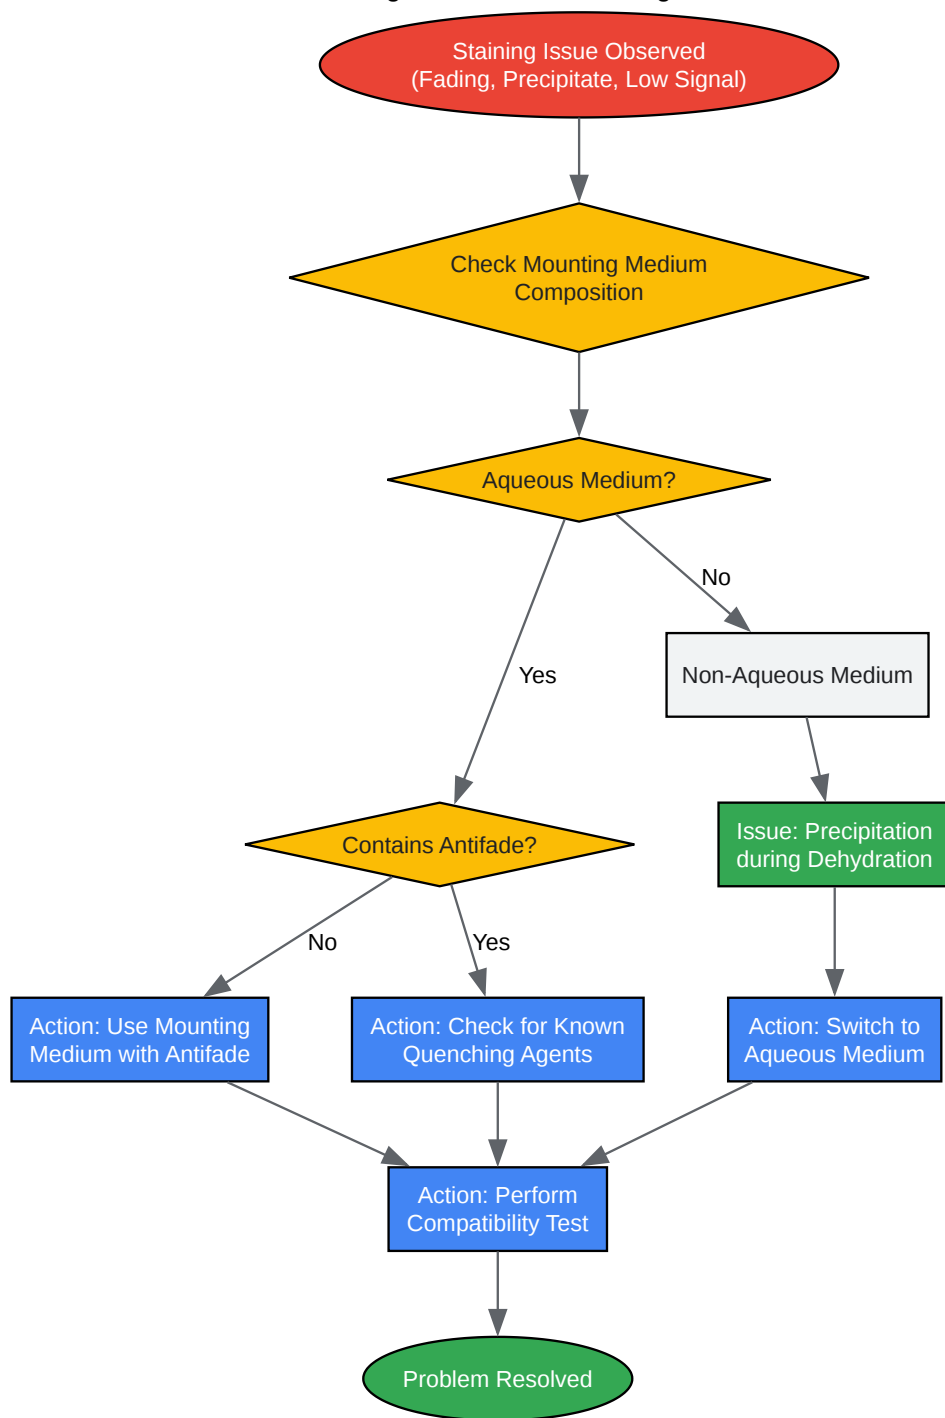 Staining Issue Observed
(Fading, Precipitate, Low Signal)
Check Mounting Medium
Composition
Aqueous Medium?
No
Yes
Non-Aqueous Medium
Contains Antifade?
Issue: Precipitation
during Dehydration
No
Yes
Action: Use Mounting
Medium with Antifade
Action: Check for Known
Quenching Agents
Action: Switch to
Aqueous Medium
Action: Perform
Compatibility Test
Problem Resolved